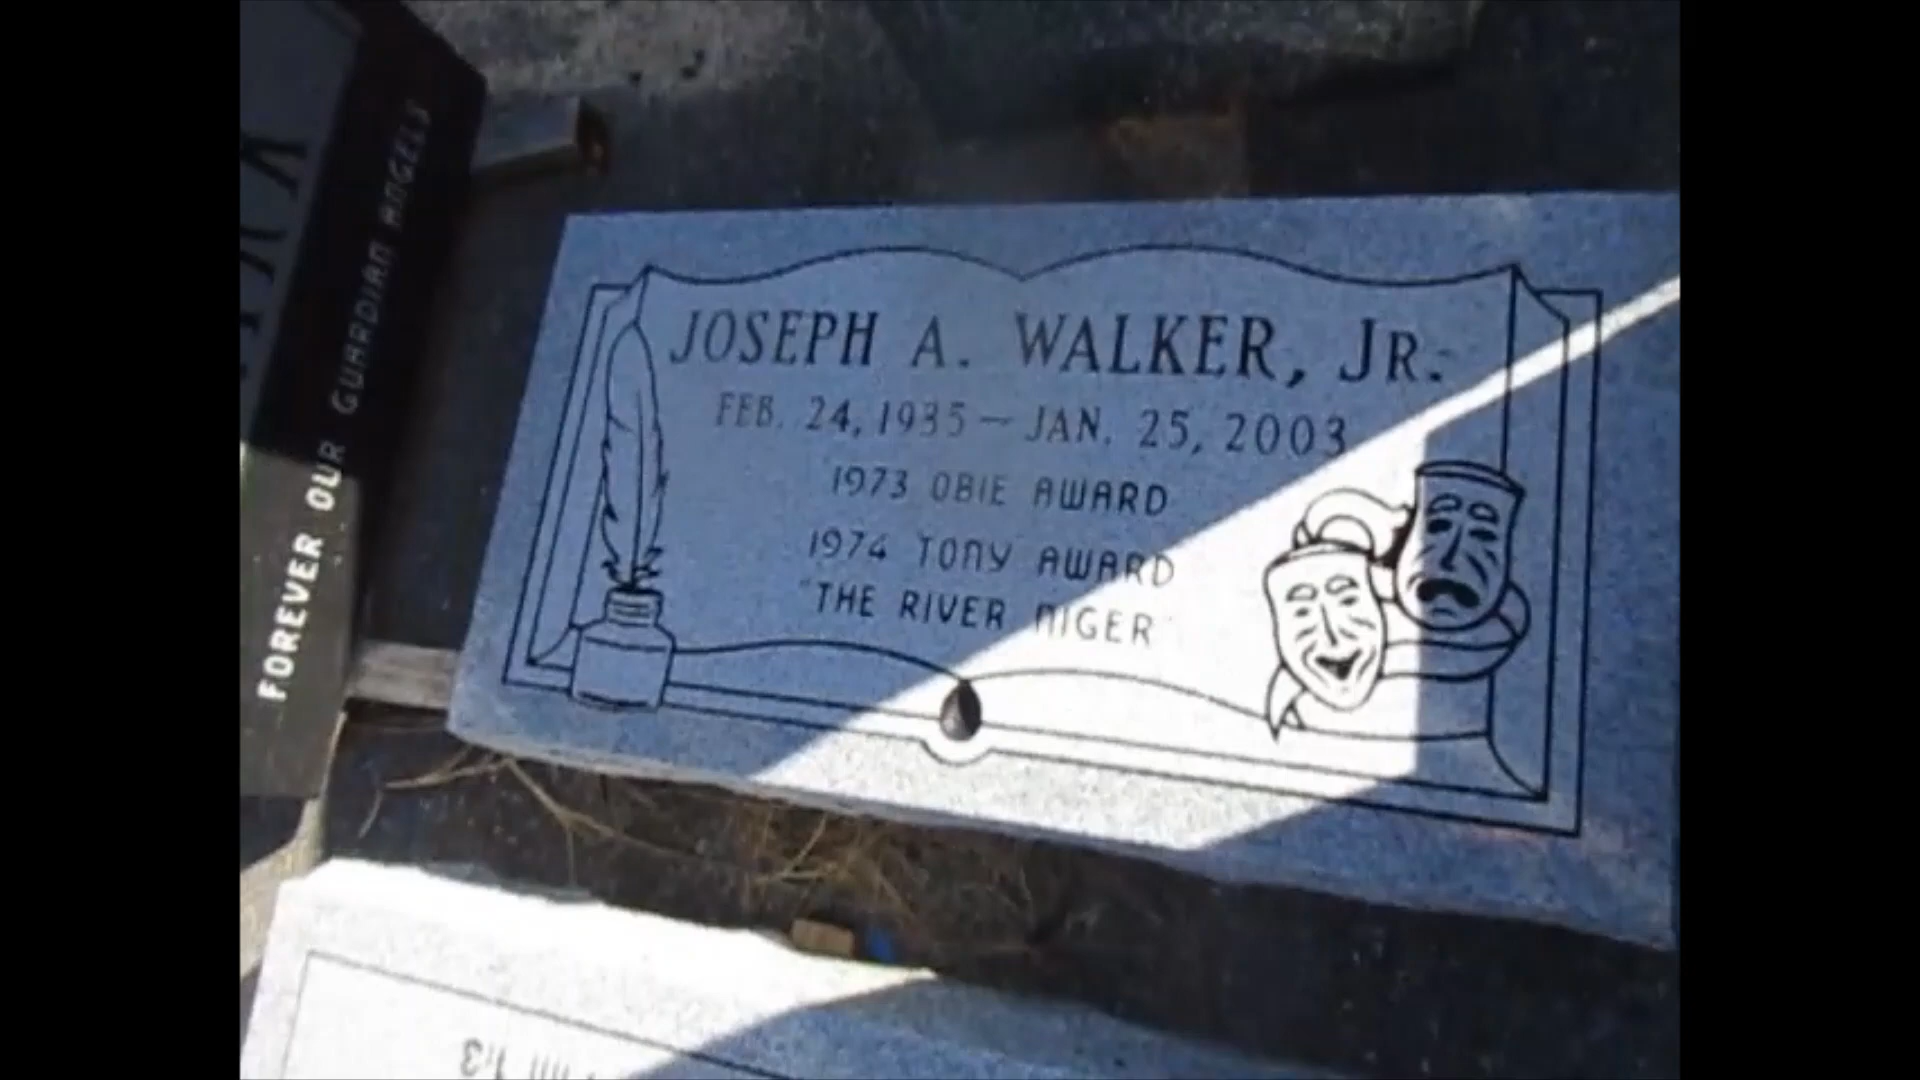 JOSEPH A. WALKER, JR.
FEB. 24, 1935 – JAN. 25, 2003
1973 OBIE AWARD
1974 TONY AWARD
"THE RIVER NIGER"
FOREVER OUR GUARDIAN ANGELS